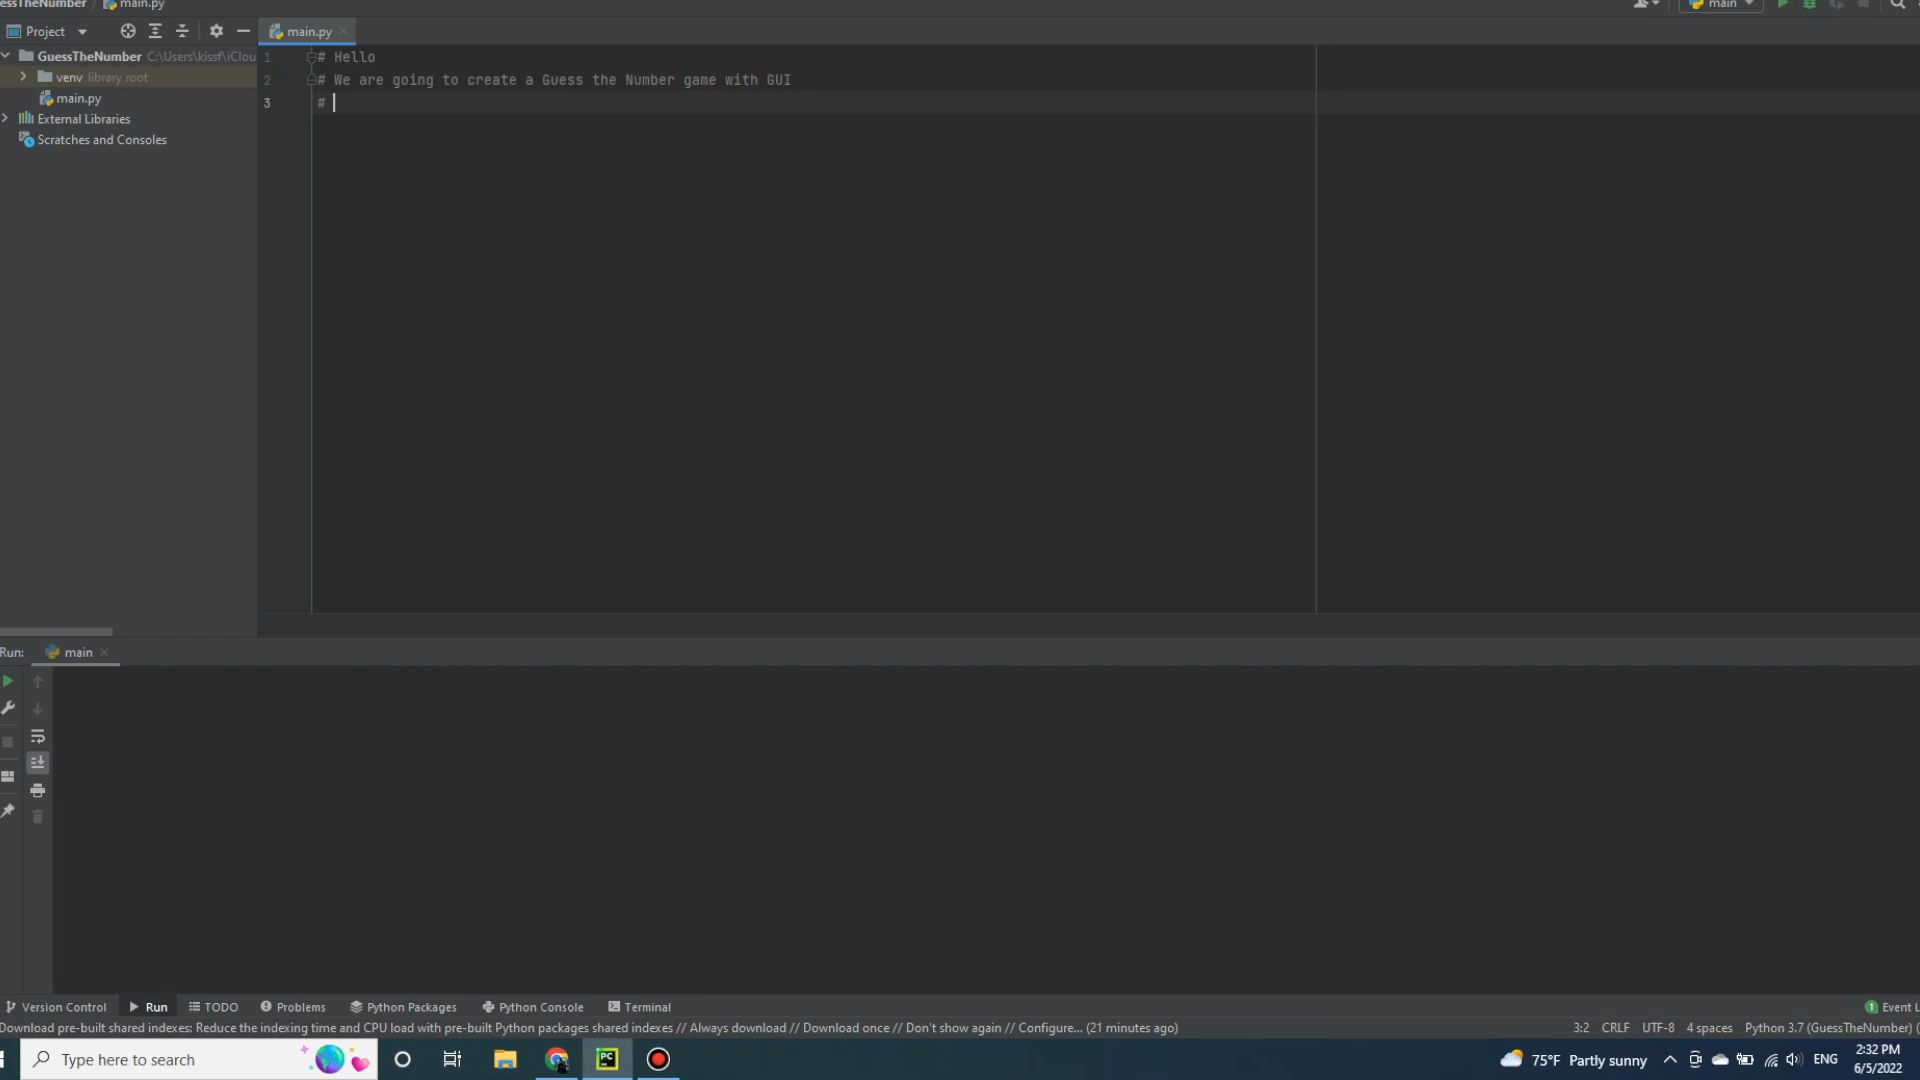 essTheNumber main.py
main
Project
main.py
GuessTheNumber C:\Users\kissf\iClou
venv library root
main.py
External Libraries
Scratches and Consoles
1 # Hello
2 # We are going to create a Guess the Number game with GUI
3 #
Run: main
Version Control Run TODO Problems Python Packages Python Console Terminal
1 Event L
Download pre-built shared indexes: Reduce the indexing time and CPU load with pre-built Python packages shared indexes // Always download // Download once // Don't show again // Configure... (21 minutes ago)
3:2 CRLF UTF-8 4 spaces Python 3.7 (GuessTheNumber) (
Type here to search
PC
75°F Partly sunny
ENG
2:32 PM
6/5/2022